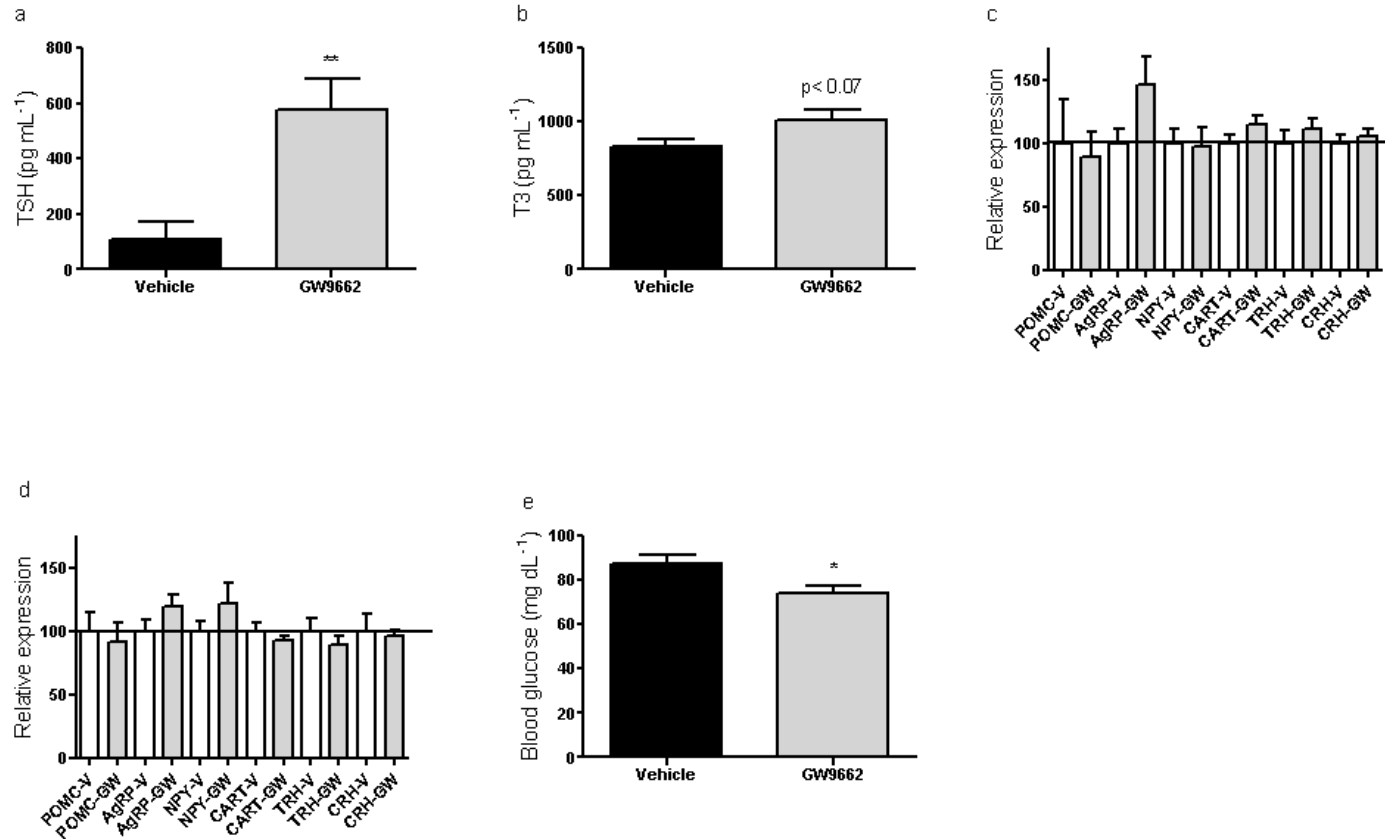 a
TSH (pg mL⁻¹)
800
600
400
200
0
**
Vehicle
GW9662
b
T3 (pg mL⁻¹)
1500
1000
500
0
p< 0.07
Vehicle
GW9662
c
Relative expression
150
100
50
0
POMC-V
POMC-GW
AgRP-V
AgRP-GW
NPY-V
NPY-GW
CART-V
CART-GW
TRH-V
TRH-GW
CRH-V
CRH-GW
d
Relative expression
150
100
50
0
POMC-V
POMC-GW
AgRP-V
AgRP-GW
NPY-V
NPY-GW
CART-V
CART-GW
TRH-V
TRH-GW
CRH-V
CRH-GW
e
Blood glucose (mg dL⁻¹)
100
80
60
40
20
0
*
Vehicle
GW9662